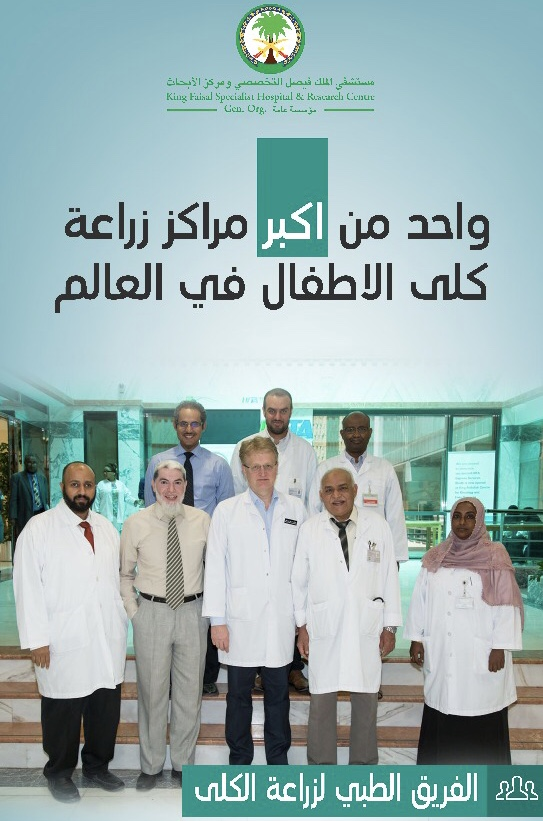 مستشفى الملك فيصل التخصصي ومركز الأبحاث
King Faisal Specialist Hospital & Research Centre
Gen. Org. مؤسسة عامة
واحد من اكبر مراكز زراعة
كلى الاطفال في العالم
الفريق الطبي لزراعة الكلى